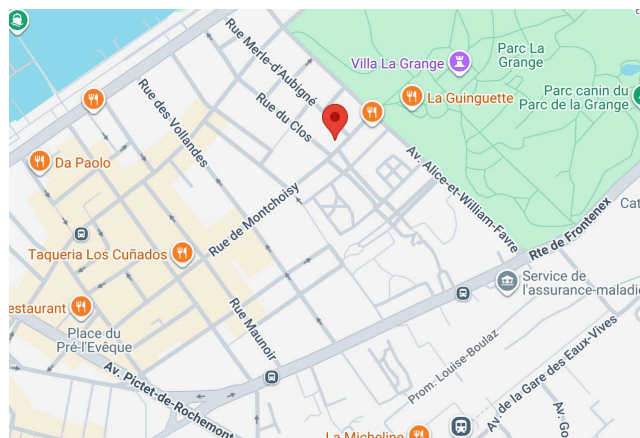 Rue Merle-d'Aubigné
Villa La Grange
Parc La
Grange
Parc canin du
Parc de la Grange
La Guinguette
Rue du Clos
Rue des Vollandes
Da Paolo
Av. Alice-et-William-Favre
Rue de Montchoisy
Cat
Rte de Frontenex
Taqueria Los Cuñados
Service de
l'assurance-maladie
estaurant
Place du
Pré-l'Evêque
Rue Maunoir
Prom. Louise-Boulaz
Av. de la Gare des Eaux-Vives
Av. Pictet-de-Rochemont
Av. Go
La Micheline